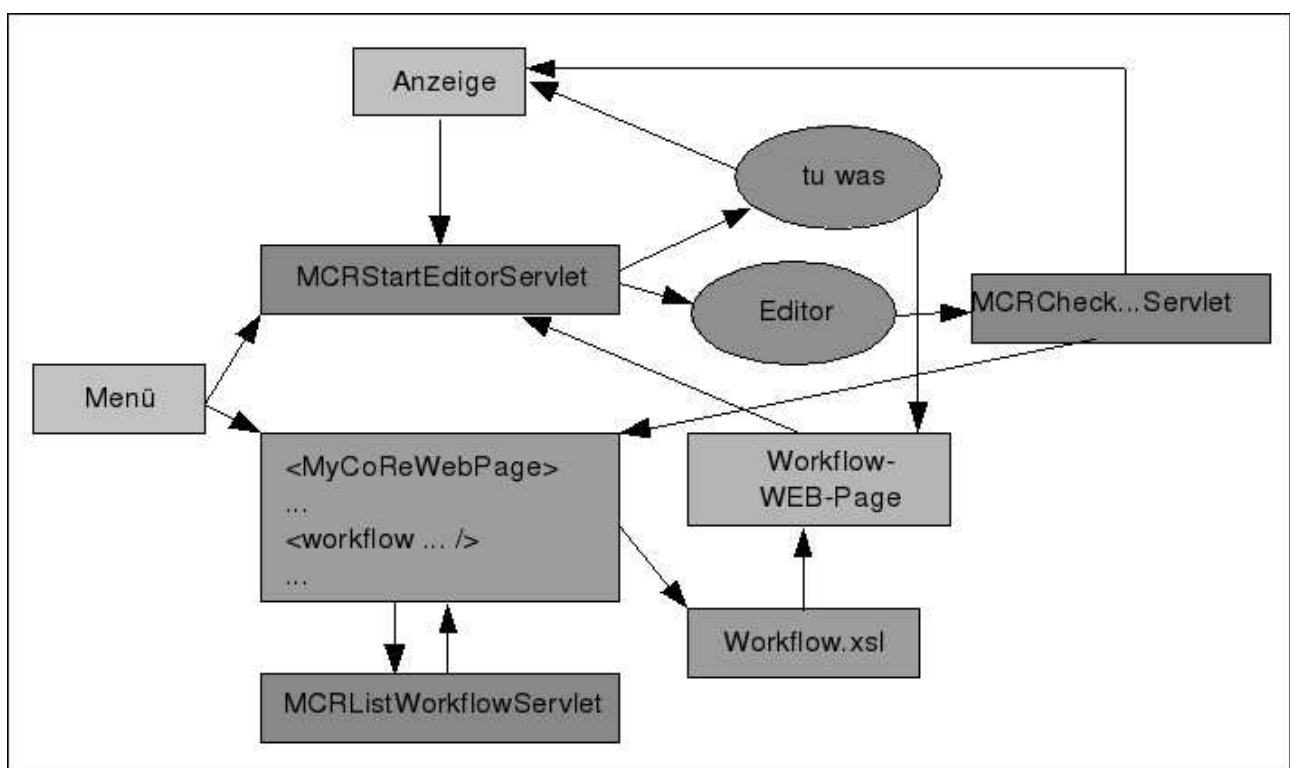 Anzeige
tu was
MCRStartEditorServlet
Editor
MCRCheck...Servlet
Menü
<MyCoReWebPage>
...
<workflow ... />
...
Workflow-
WEB-Page
Workflow.xsl
MCRListWorkflowServlet